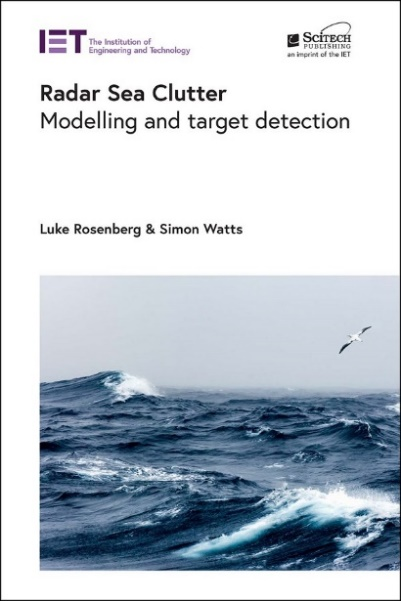 IET The Institution of
Engineering and Technology
SCITECH
PUBLISHING
an imprint of the IET
Radar Sea Clutter
Modelling and target detection
Luke Rosenberg & Simon Watts